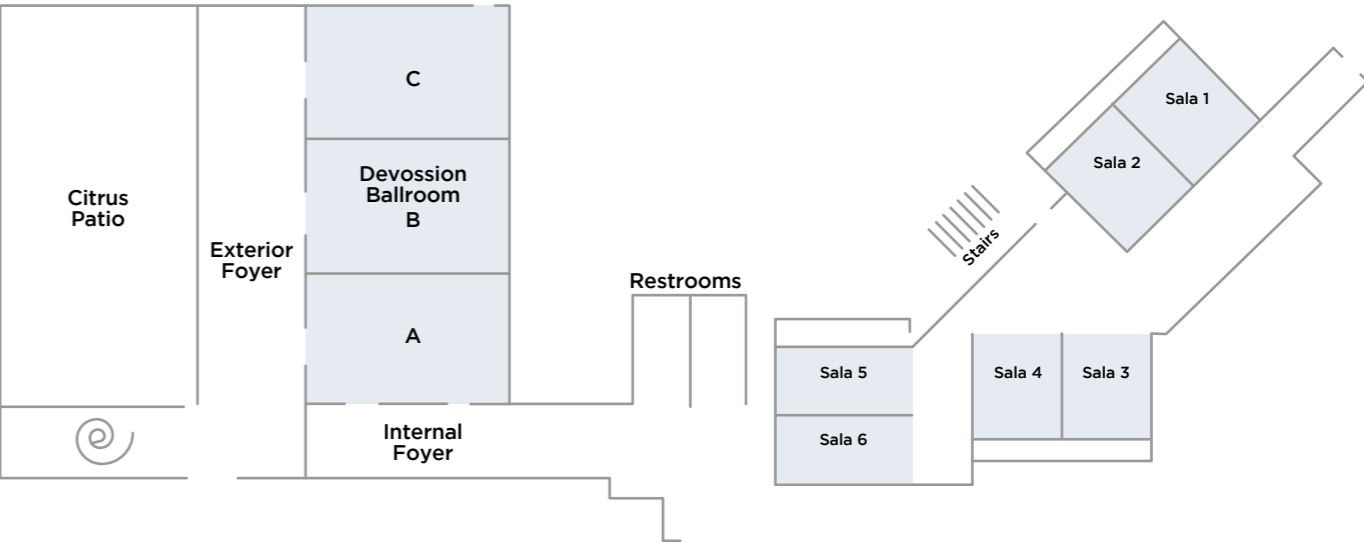 C
Devossion
Ballroom
B
A
Citrus
Patio
Exterior
Foyer
Internal
Foyer
Restrooms
Stairs
Sala 1
Sala 2
Sala 5
Sala 6
Sala 4
Sala 3